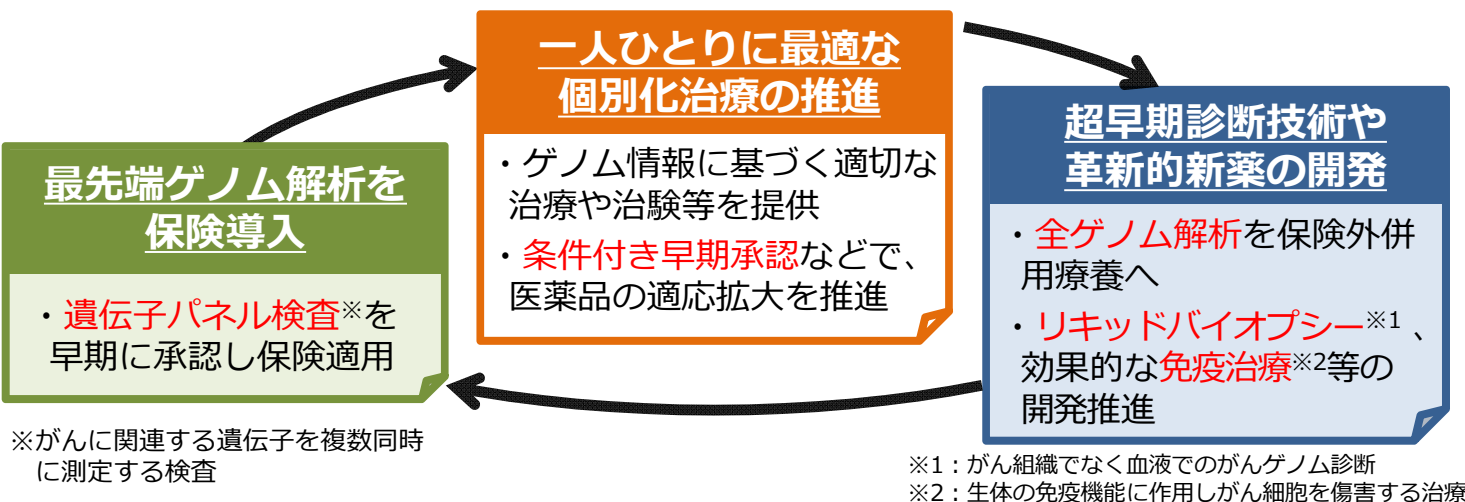 最先端ゲノム解析を
保険導入
・遺伝子パネル検査※を
早期に承認し保険適用
※がんに関連する遺伝子を複数同時
に測定する検査
一人ひとりに最適な
個別化治療の推進
・ゲノム情報に基づく適切な
治療や治験等を提供
・条件付き早期承認などで、
医薬品の適応拡大を推進
超早期診断技術や
革新的新薬の開発
・全ゲノム解析を保険外併
用療養へ
・リキッドバイオプシー※1、
効果的な免疫治療※2等の
開発推進
※1：がん組織でなく血液でのがんゲノム診断
※2：生体の免疫機能に作用しがん細胞を傷害する治療